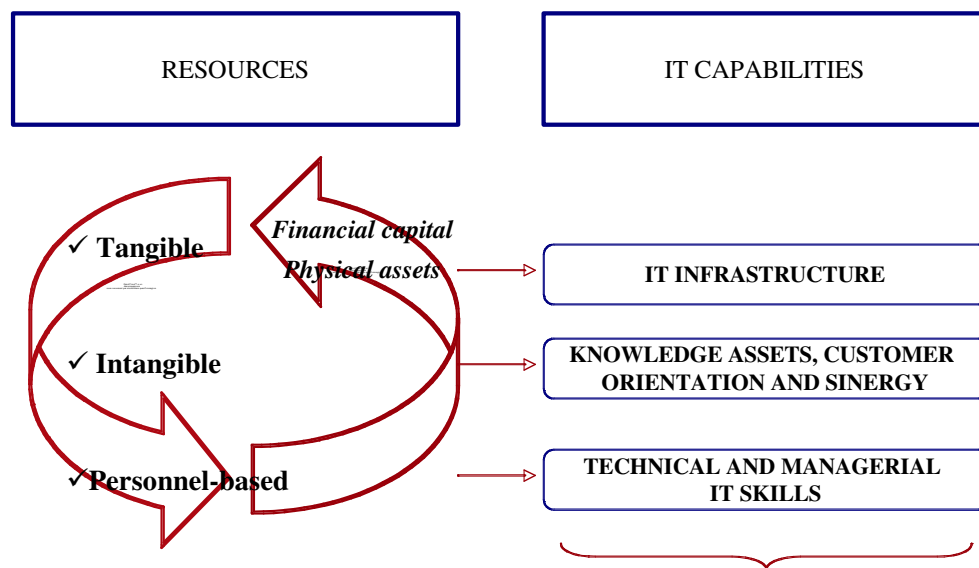 RESOURCES
IT CAPABILITIES
✓ Tangible
Financial capital
Physical assets
IT INFRASTRUCTURE
✓ Intangible
KNOWLEDGE ASSETS, CUSTOMER
ORIENTATION AND SINERGY
✓Personnel-based
TECHNICAL AND MANAGERIAL
IT SKILLS